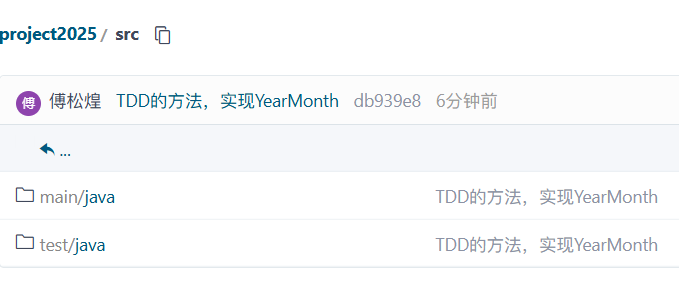 project2025 / src
傅 傅松煌 TDD的方法，实现YearMonth db939e8 6分钟前
...
main/java TDD的方法，实现YearMonth
test/java TDD的方法，实现YearMonth